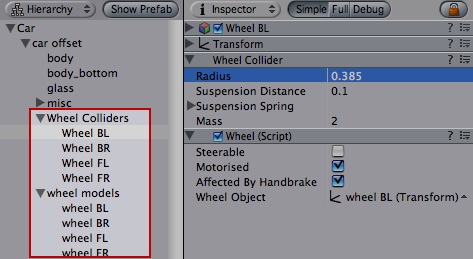 Hierarchy
Show Prefab
Car
car offset
body
body_bottom
glass
misc
Wheel Colliders
Wheel BL
Wheel BR
Wheel FL
Wheel FR
wheel models
wheel BL
wheel BR
wheel FL
wheel FR
Inspector
Simple Full Debug
Wheel BL
Transform
Wheel Collider
Radius 0.385
Suspension Distance 0.1
Suspension Spring
Mass 2
Wheel (Script)
Steerable
Motorised
Affected By Handbrake
Wheel Object wheel BL (Transform)